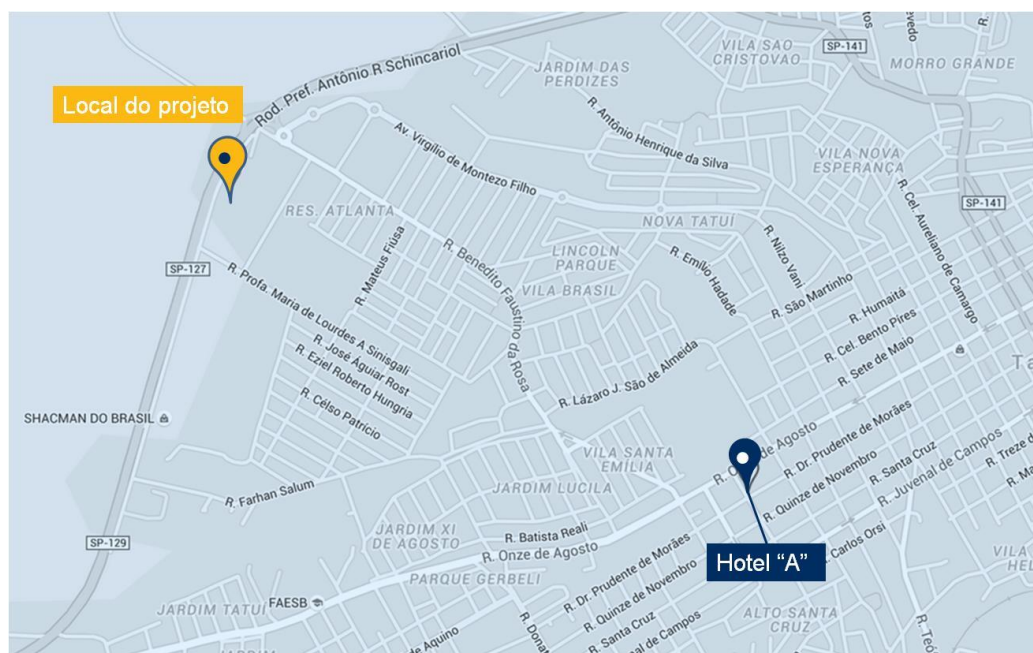 Local do projeto
Rod. Pref. Antônio R Schincariol
JARDIM DAS
PERDIZES
VILA SAO
CRISTOVAO
SP-141
MORRO GRANDE
R. Antônio Henrique da Silva
Av. Virgílio de Montezo Filho
VILA NOVA
ESPERANÇA
R. Cel. Aureliano de Camargo
SP-141
RES. ATLANTA
NOVA TATUÍ
R. Mateus Fiúsa
R. Benedito Faustino da Rosa
LINCOLN
PARQUE
VILA BRASIL
R. Emílio Hadade
R. Nilzo Vani
R. São Martinho
SP-127
R. Profa. Maria de Lourdes A Sinisgali
R. Humaitá
R. Cel. Bento Pires
R. Sete de Maio
R. José Aguiar Rost
R. Eziel Roberto Hungria
R. Célso Patrício
R. Lázaro J. São de Almeida
SHACMAN DO BRASIL
VILA SANTA
EMÍLIA
R. Dr. Prudente de Morães
R. Santa Cruz
R. Juvenal de Campos
R. Treze d
R. Quinze de Novembro
R. Farhan Salum
JARDIM LUCILA
JARDIM XI
DE AGOSTO
R. Batista Reali
R. Onze de Agosto
SP-129
Hotel “A”
Carlos Orsi
PARQUE GERBELI
R. Dr. Prudente de Morães
R. Quinze de Novembro
R. Santa Cruz
JARDIM TATUÍ
FAESB
ALTO SANTA
CRUZ
de Aquino
R. Donat